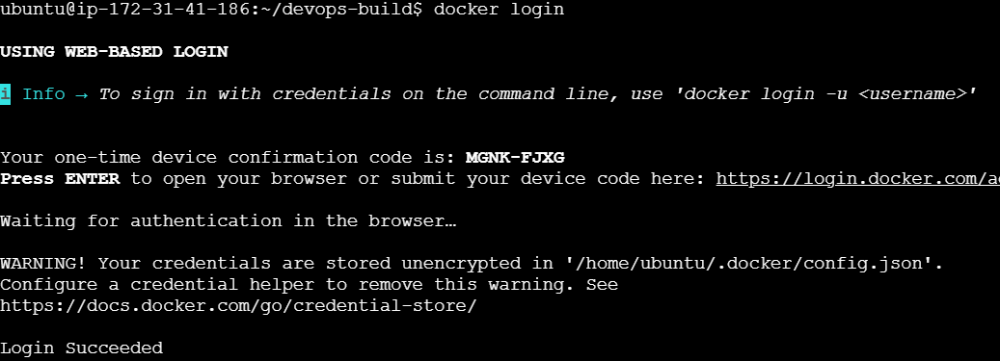 ubuntu@ip-172-31-41-186:~/devops-build$ docker login
USING WEB-BASED LOGIN
i Info → To sign in with credentials on the command line, use 'docker login -u <username>'
Your one-time device confirmation code is: MGNK-FJXG
Press ENTER to open your browser or submit your device code here: https://login.docker.com/a
Waiting for authentication in the browser…
WARNING! Your credentials are stored unencrypted in '/home/ubuntu/.docker/config.json'.
Configure a credential helper to remove this warning. See
https://docs.docker.com/go/credential-store/
Login Succeeded